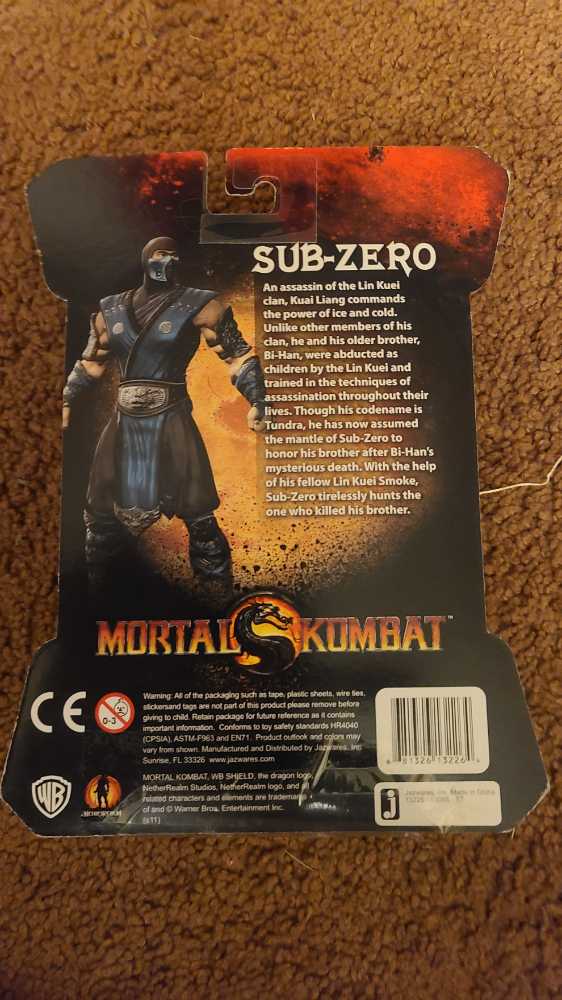 SUB-ZERO
An assassin of the Lin Kuei
clan, Kuai Liang commands
the power of ice and cold.
Unlike other members of his
clan, he and his older brother,
Bi-Han, were abducted as
children by the Lin Kuei and
trained in the techniques of
assassination throughout their
lives. Though his codename is
Tundra, he has now assumed
the mantle of Sub-Zero to
honor his brother after Bi-Han's
mysterious death. With the help
of his fellow Lin Kuei Smoke,
Sub-Zero tirelessly hunts the
one who killed his brother.
MORTAL KOMBAT™
CE
0-3
Warning: All of the packaging such as tape, plastic sheets, wire ties,
stickersand tags are not part of this product please remove before
giving to child. Retain package for future reference as it contains
important information. Conforms to toy safety standards HR4040
(CPSIA), ASTM-F963 and EN71. Product outlook and colors may
vary from shown. Manufactured and Distributed by Jazwares, Inc
Sunrise, FL 33326 www.jazwares.com
WB
NETHERREALM
MORTAL KOMBAT, WB SHIELD, the dragon logo,
NetherRealm Studios, NetherRealm logo, and all
related characters and elements are trademarks
of and © Warner Bros. Entertainment Inc.
(s11)
81326 13226
j
Jazwares, Inc. Made in China